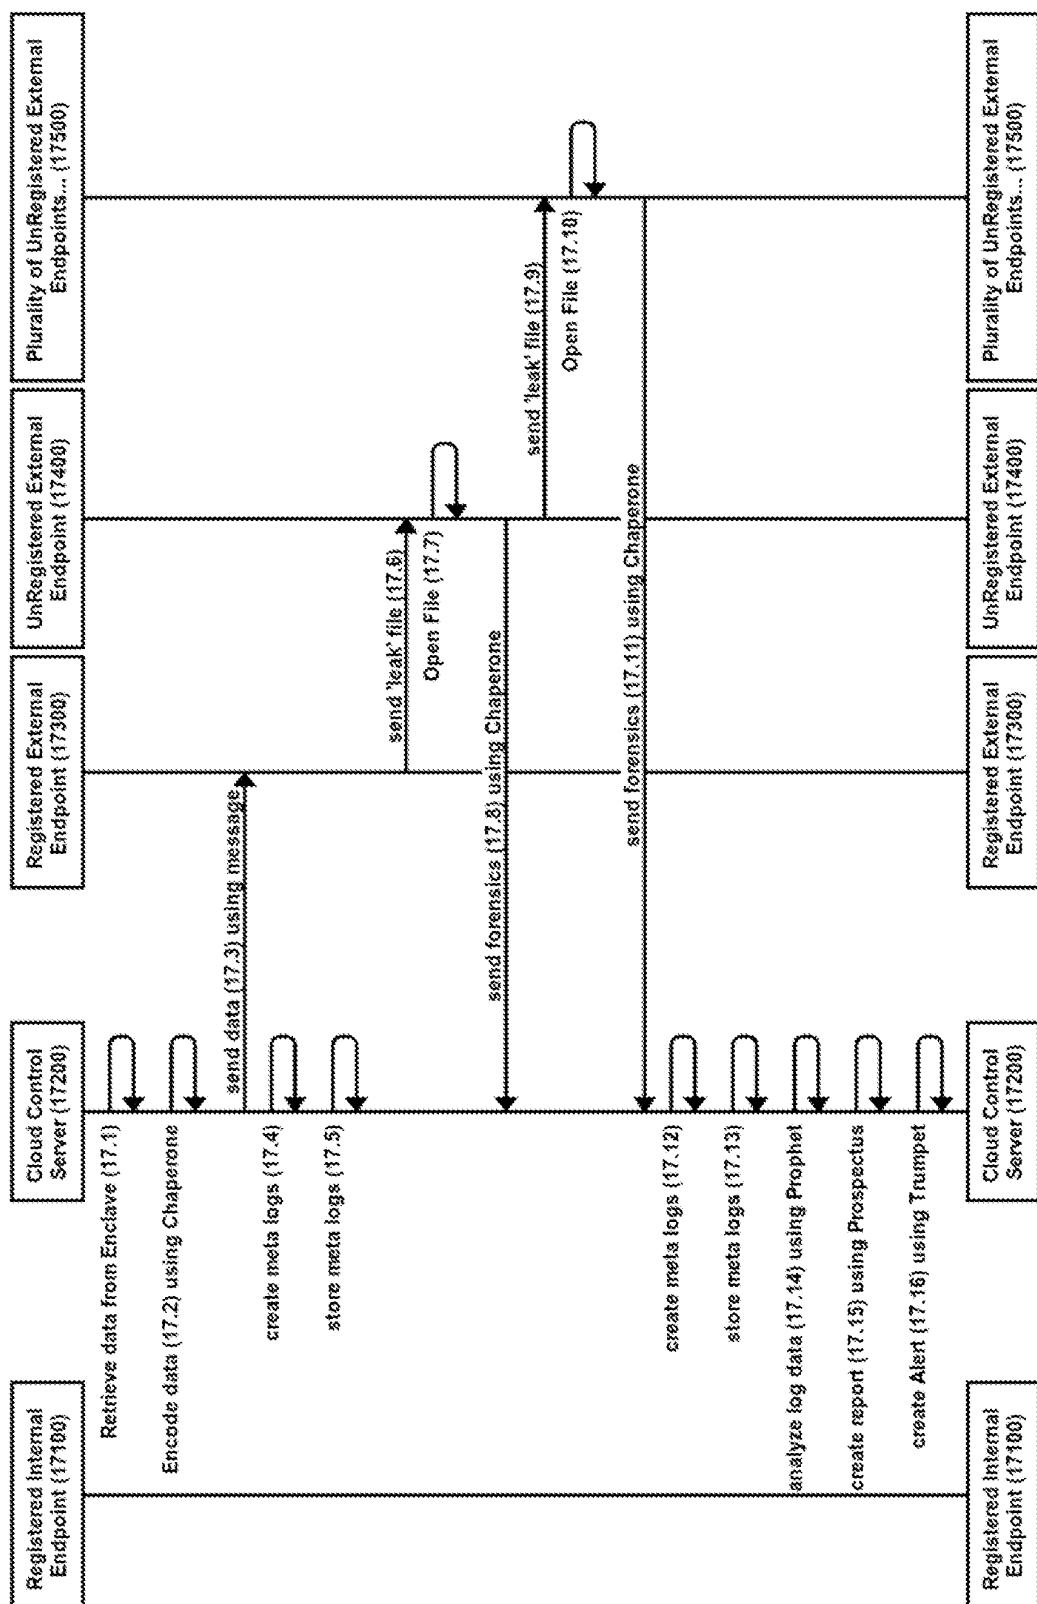 Registered Internal
Endpoint (17100)
Cloud Control
Server (17200)
Registered External
Endpoint (17300)
UnRegistered External
Endpoint (17400)
Plurality of UnRegistered External
Endpoints... (17500)
Retrieve data from Enclave (17.1)
Encode data (17.2) using Chaperone
send data (17.3) using message
create meta logs (17.4)
store meta logs (17.5)
send 'leak' file (17.6)
Open File (17.7)
send forensics (17.8) using Chaperone
send 'leak' file (17.9)
Open File (17.10)
send forensics (17.11) using Chaperone
create meta logs (17.12)
store meta logs (17.13)
analyze log data (17.14) using Prophet
create report (17.15) using Prospectus
create Alert (17.16) using Trumpet
Registered Internal
Endpoint (17100)
Cloud Control
Server (17200)
Registered External
Endpoint (17300)
UnRegistered External
Endpoint (17400)
Plurality of UnRegistered External
Endpoints... (17500)